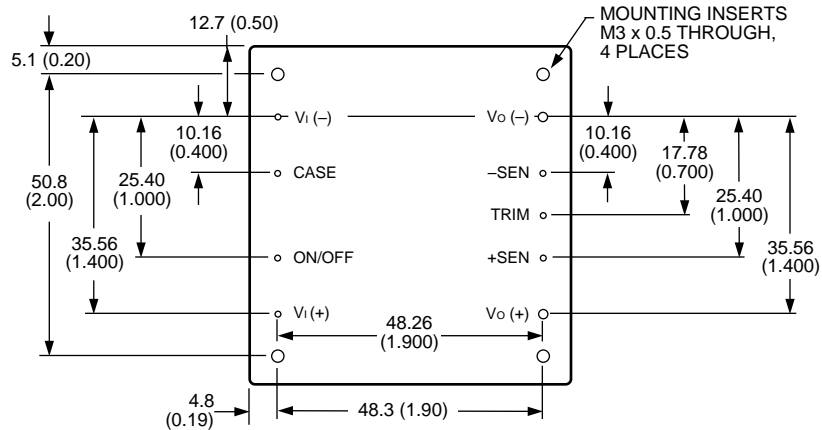 12.7 (0.50)
5.1 (0.20)
MOUNTING INSERTS
M3 x 0.5 THROUGH,
4 PLACES
VI (–)
VO (–)
10.16
(0.400)
10.16
(0.400)
17.78
(0.700)
CASE
–SEN
50.8
(2.00)
25.40
(1.000)
TRIM
25.40
(1.000)
35.56
(1.400)
ON/OFF
+SEN
35.56
(1.400)
VI (+)
VO (+)
48.26
(1.900)
4.8
(0.19)
48.3 (1.90)